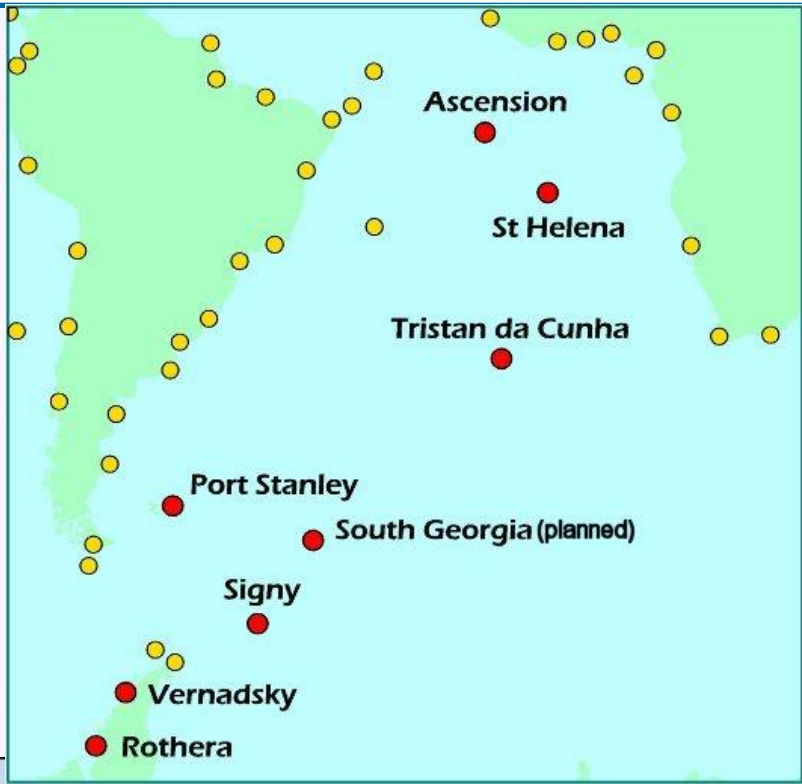 Ascension
St Helena
Tristan da Cunha
Port Stanley
South Georgia (planned)
Signy
Vernadsky
Rothera